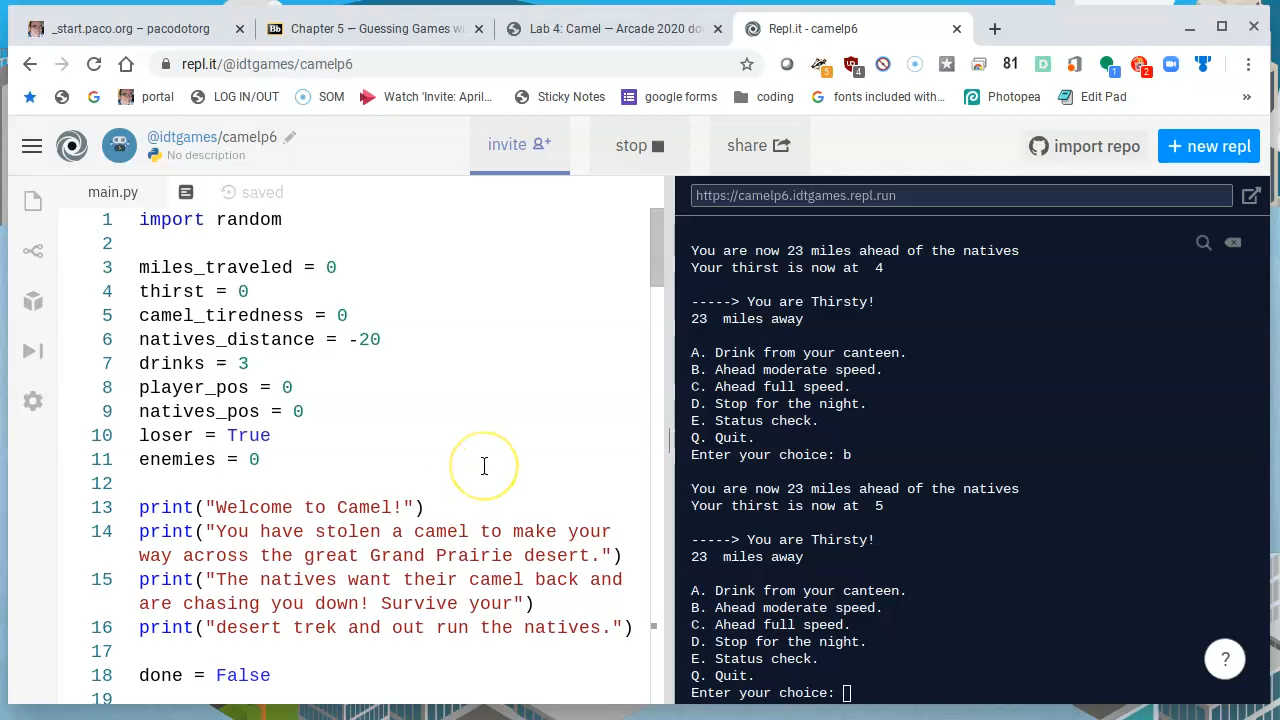 _start.paco.org – pacodotorg
Chapter 5 — Guessing Games wi
Lab 4: Camel — Arcade 2020 do
Repl.it - camelp6
repl.it/@idtgames/camelp6
5
4
81
1
2
portal
LOG IN/OUT
SOM
Watch 'Invite: April...
Sticky Notes
google forms
coding
fonts included with...
Photopea
Edit Pad
»
@idtgames/camelp6
No description
invite
stop
share
import repo
+ new repl
main.py
saved
1 import random
2
3 miles_traveled = 0
4 thirst = 0
5 camel_tiredness = 0
6 natives_distance = -20
7 drinks = 3
8 player_pos = 0
9 natives_pos = 0
10 loser = True
11 enemies = 0
12
13 print("Welcome to Camel!")
14 print("You have stolen a camel to make your
way across the great Grand Prairie desert.")
15 print("The natives want their camel back and
are chasing you down! Survive your")
16 print("desert trek and out run the natives.")
17
18 done = False
19
https://camelp6.idtgames.repl.run
You are now 23 miles ahead of the natives
Your thirst is now at  4
-----> You are Thirsty!
23  miles away
A. Drink from your canteen.
B. Ahead moderate speed.
C. Ahead full speed.
D. Stop for the night.
E. Status check.
Q. Quit.
Enter your choice: b
You are now 23 miles ahead of the natives
Your thirst is now at  5
-----> You are Thirsty!
23  miles away
A. Drink from your canteen.
B. Ahead moderate speed.
C. Ahead full speed.
D. Stop for the night.
E. Status check.
Q. Quit.
Enter your choice:
?